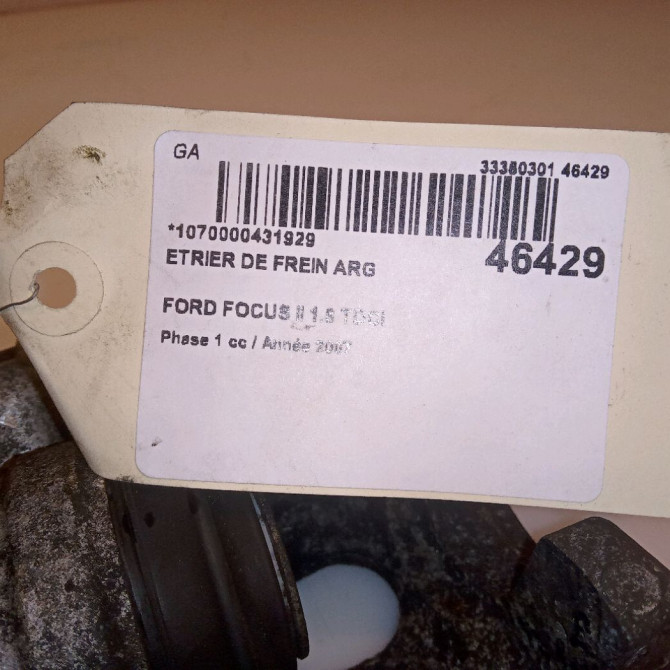 GA
33380301 46429
*1070000431929
46429
ETRIER DE FREIN ARG
FORD FOCUS II
Phase 1 cc / Année